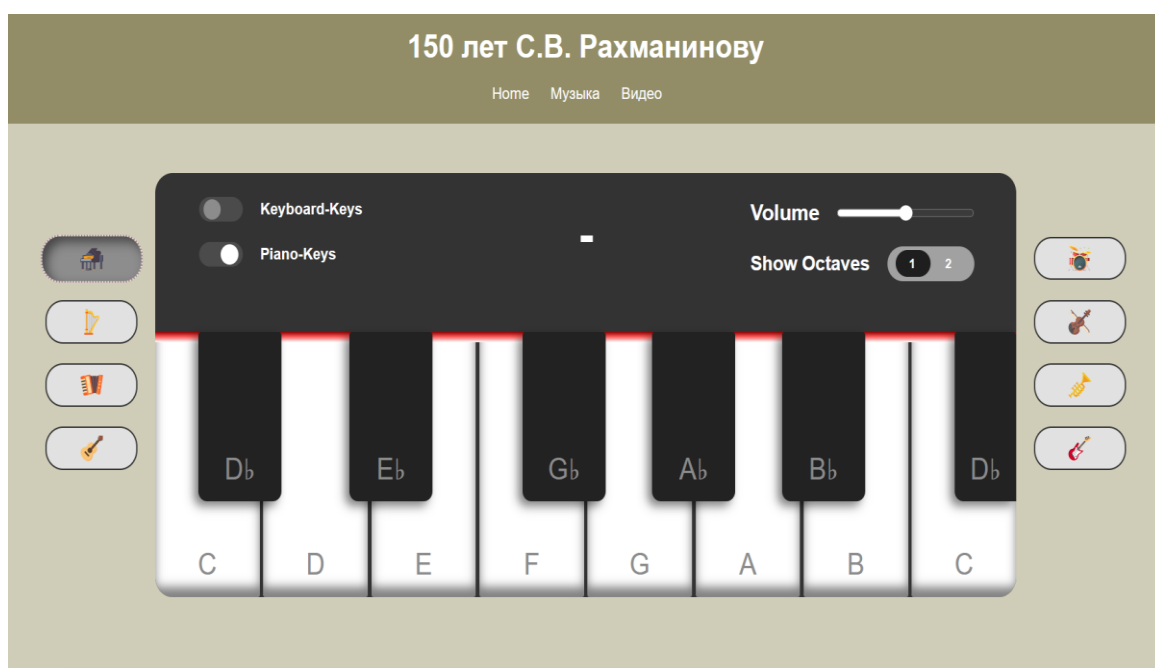 150 лет С.В. Рахманинову
Home Музыка Видео
Keyboard-Keys
Piano-Keys
-
Volume
Show Octaves 1 2
D♭ E♭ G♭ A♭ B♭ D♭
C D E F G A B C